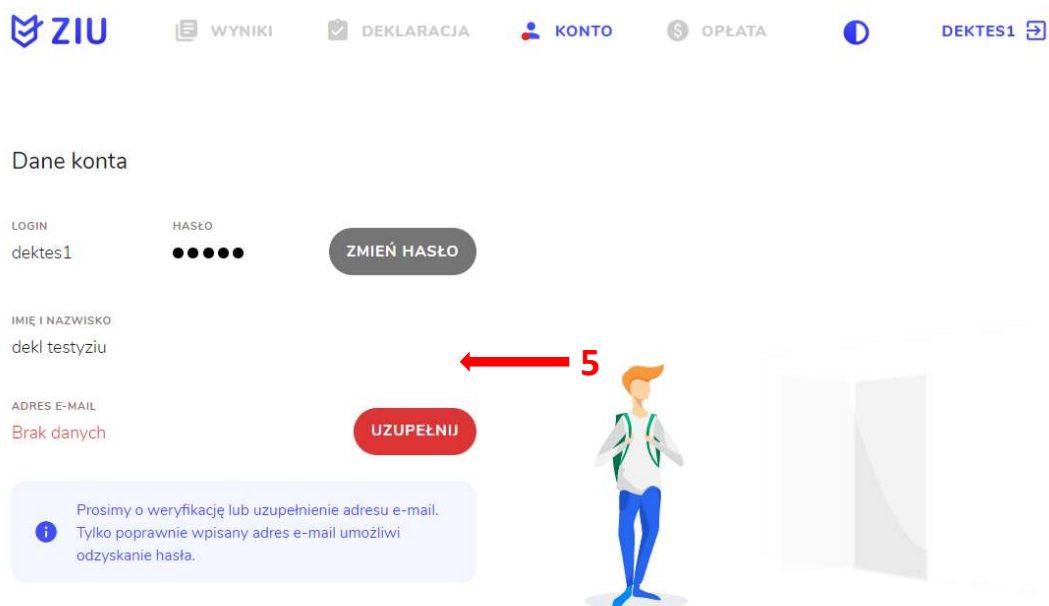 ZIU WYNIKI DEKLARACJA KONTO OPŁATA DEKTES1
Dane konta
LOGIN HASŁO
dektes1 ●●●●● ZMIEŃ HASŁO
IMIĘ I NAZWISKO
dekl testyziu
5
ADRES E-MAIL
Brak danych UZUPEŁNIJ
Prosimy o weryfikację lub uzupełnienie adresu e-mail.
Tylko poprawnie wpisany adres e-mail umożliwi
odzyskanie hasła.